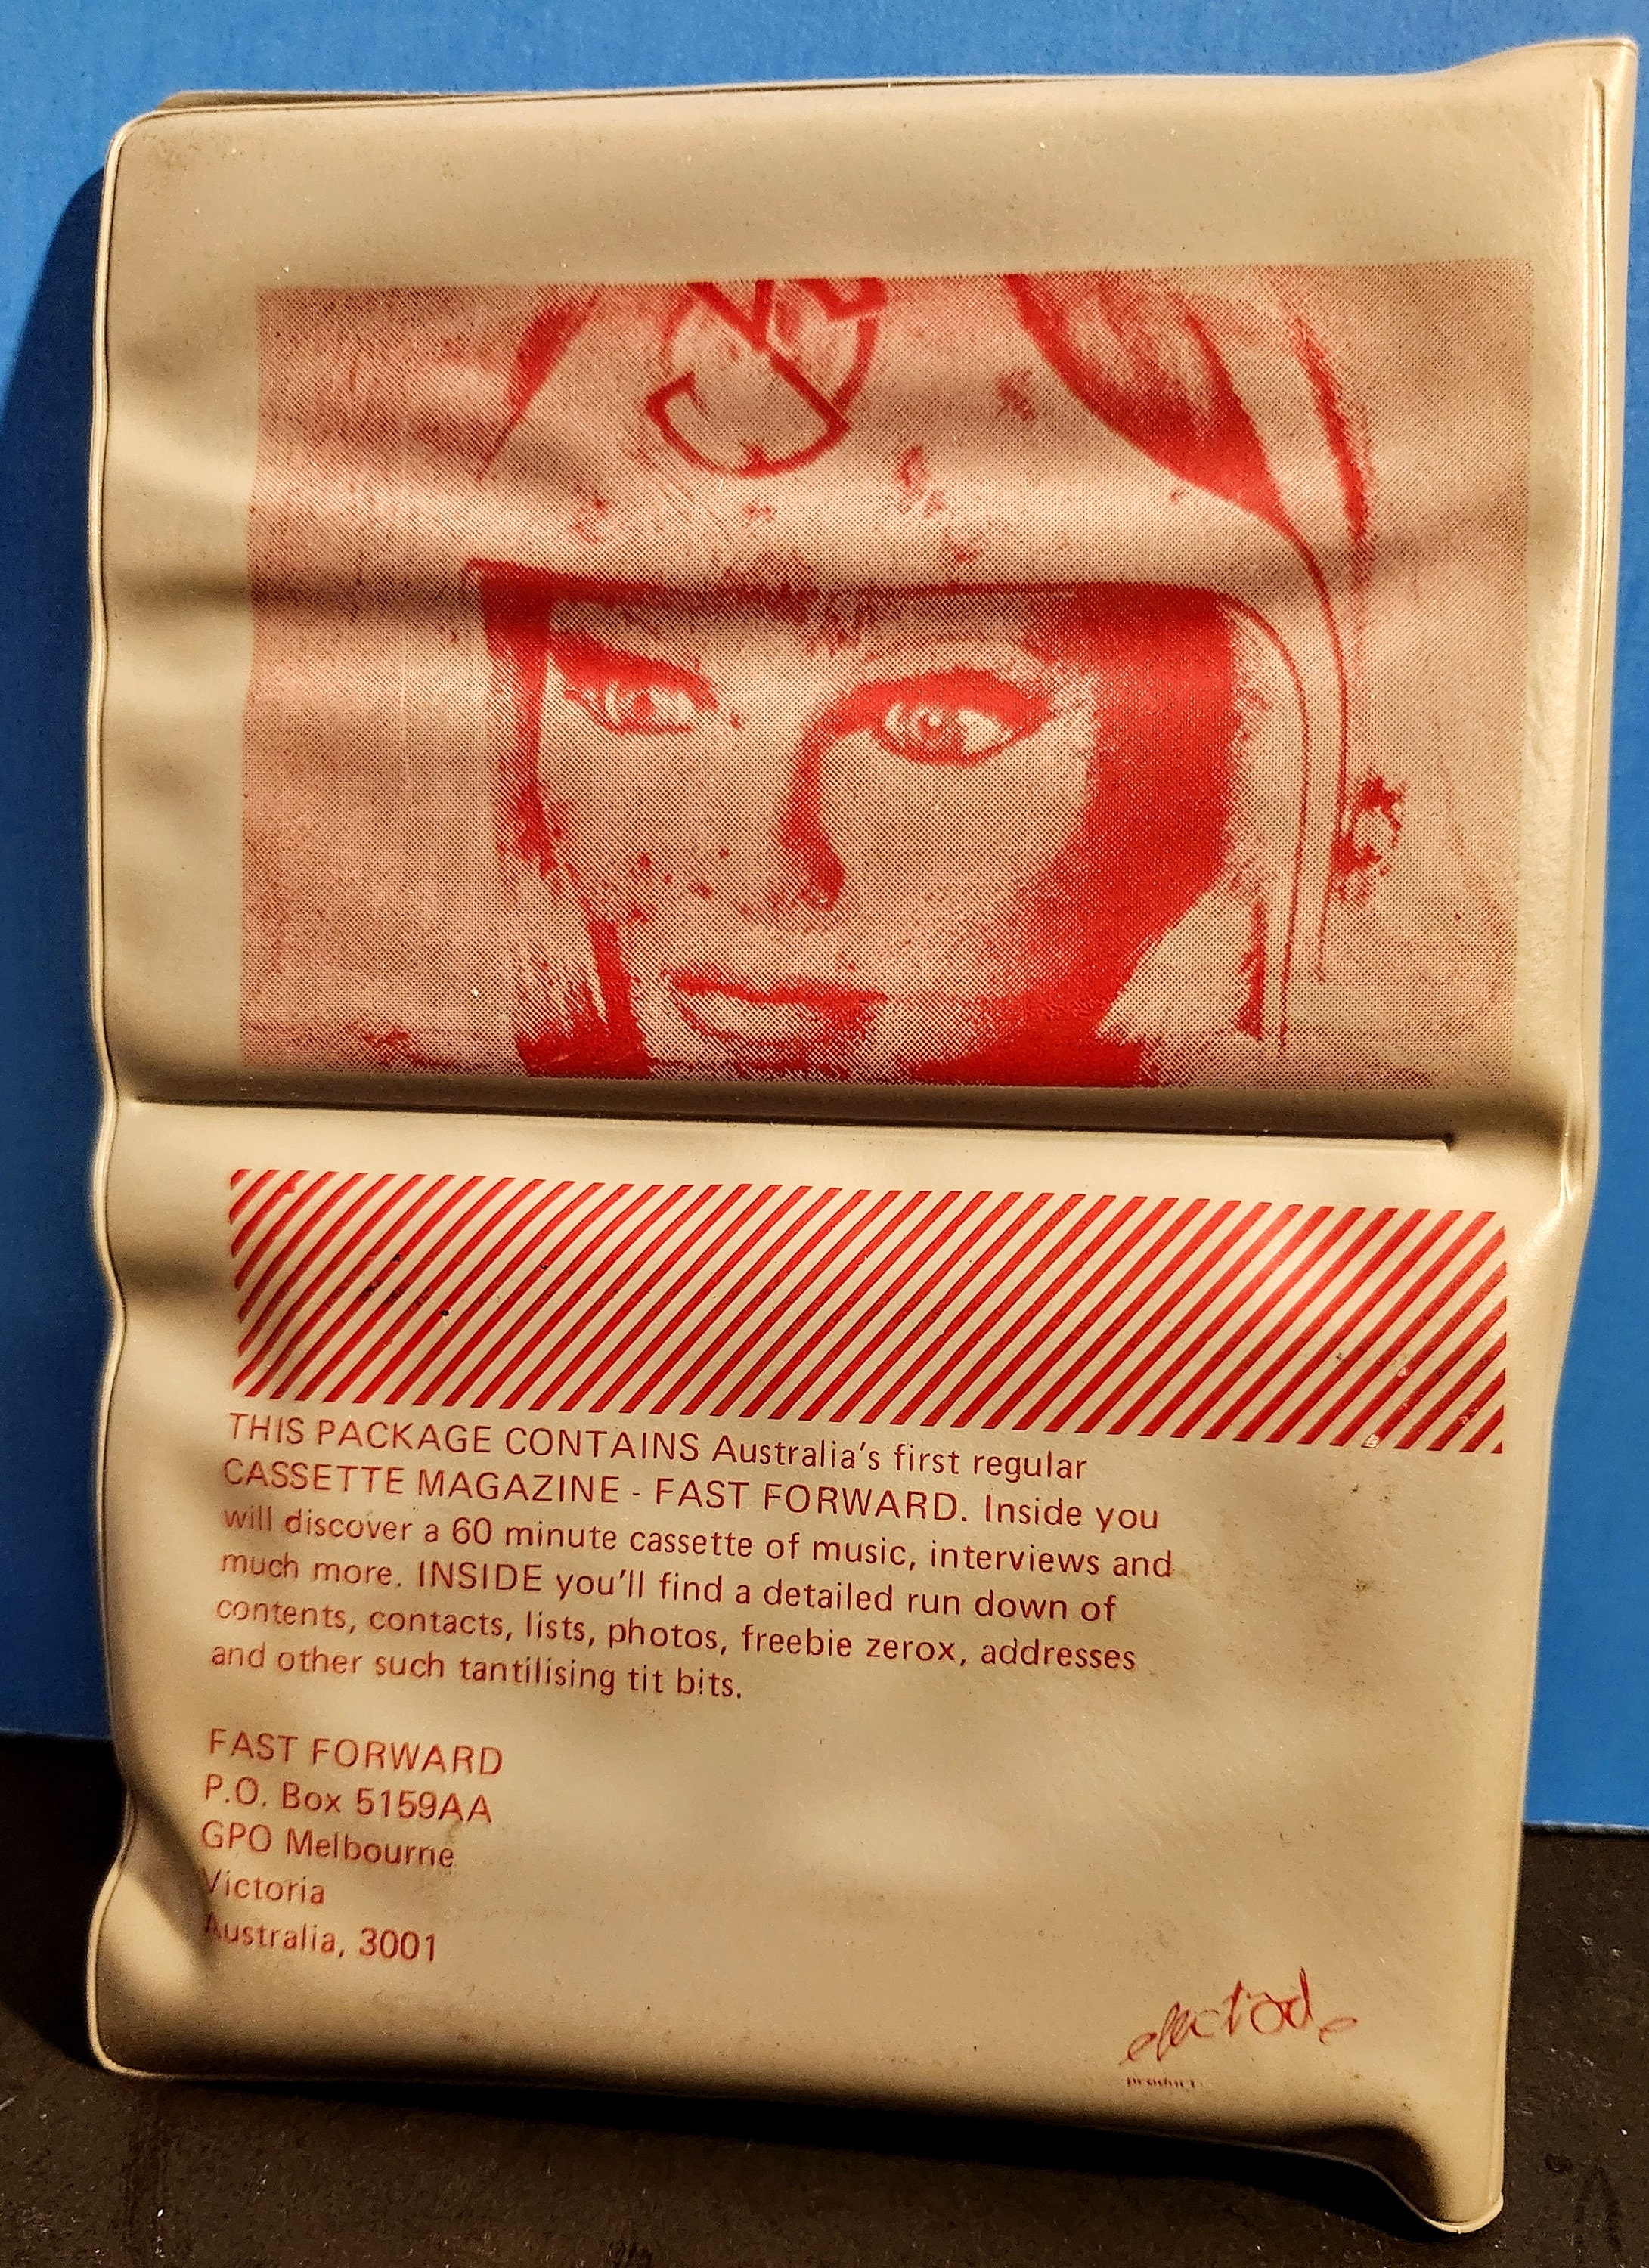 THIS PACKAGE CONTAINS Australia's first regular
CASSETTE MAGAZINE - FAST FORWARD. Inside you
will discover a 60 minute cassette of music, interviews and
much more. INSIDE you'll find a detailed run down of
contents, contacts, lists, photos, freebie zerox, addresses
and other such tantilising tit bits.
FAST FORWARD
P.O. Box 5159AA
GPO Melbourne
Victoria
Australia, 3001
product